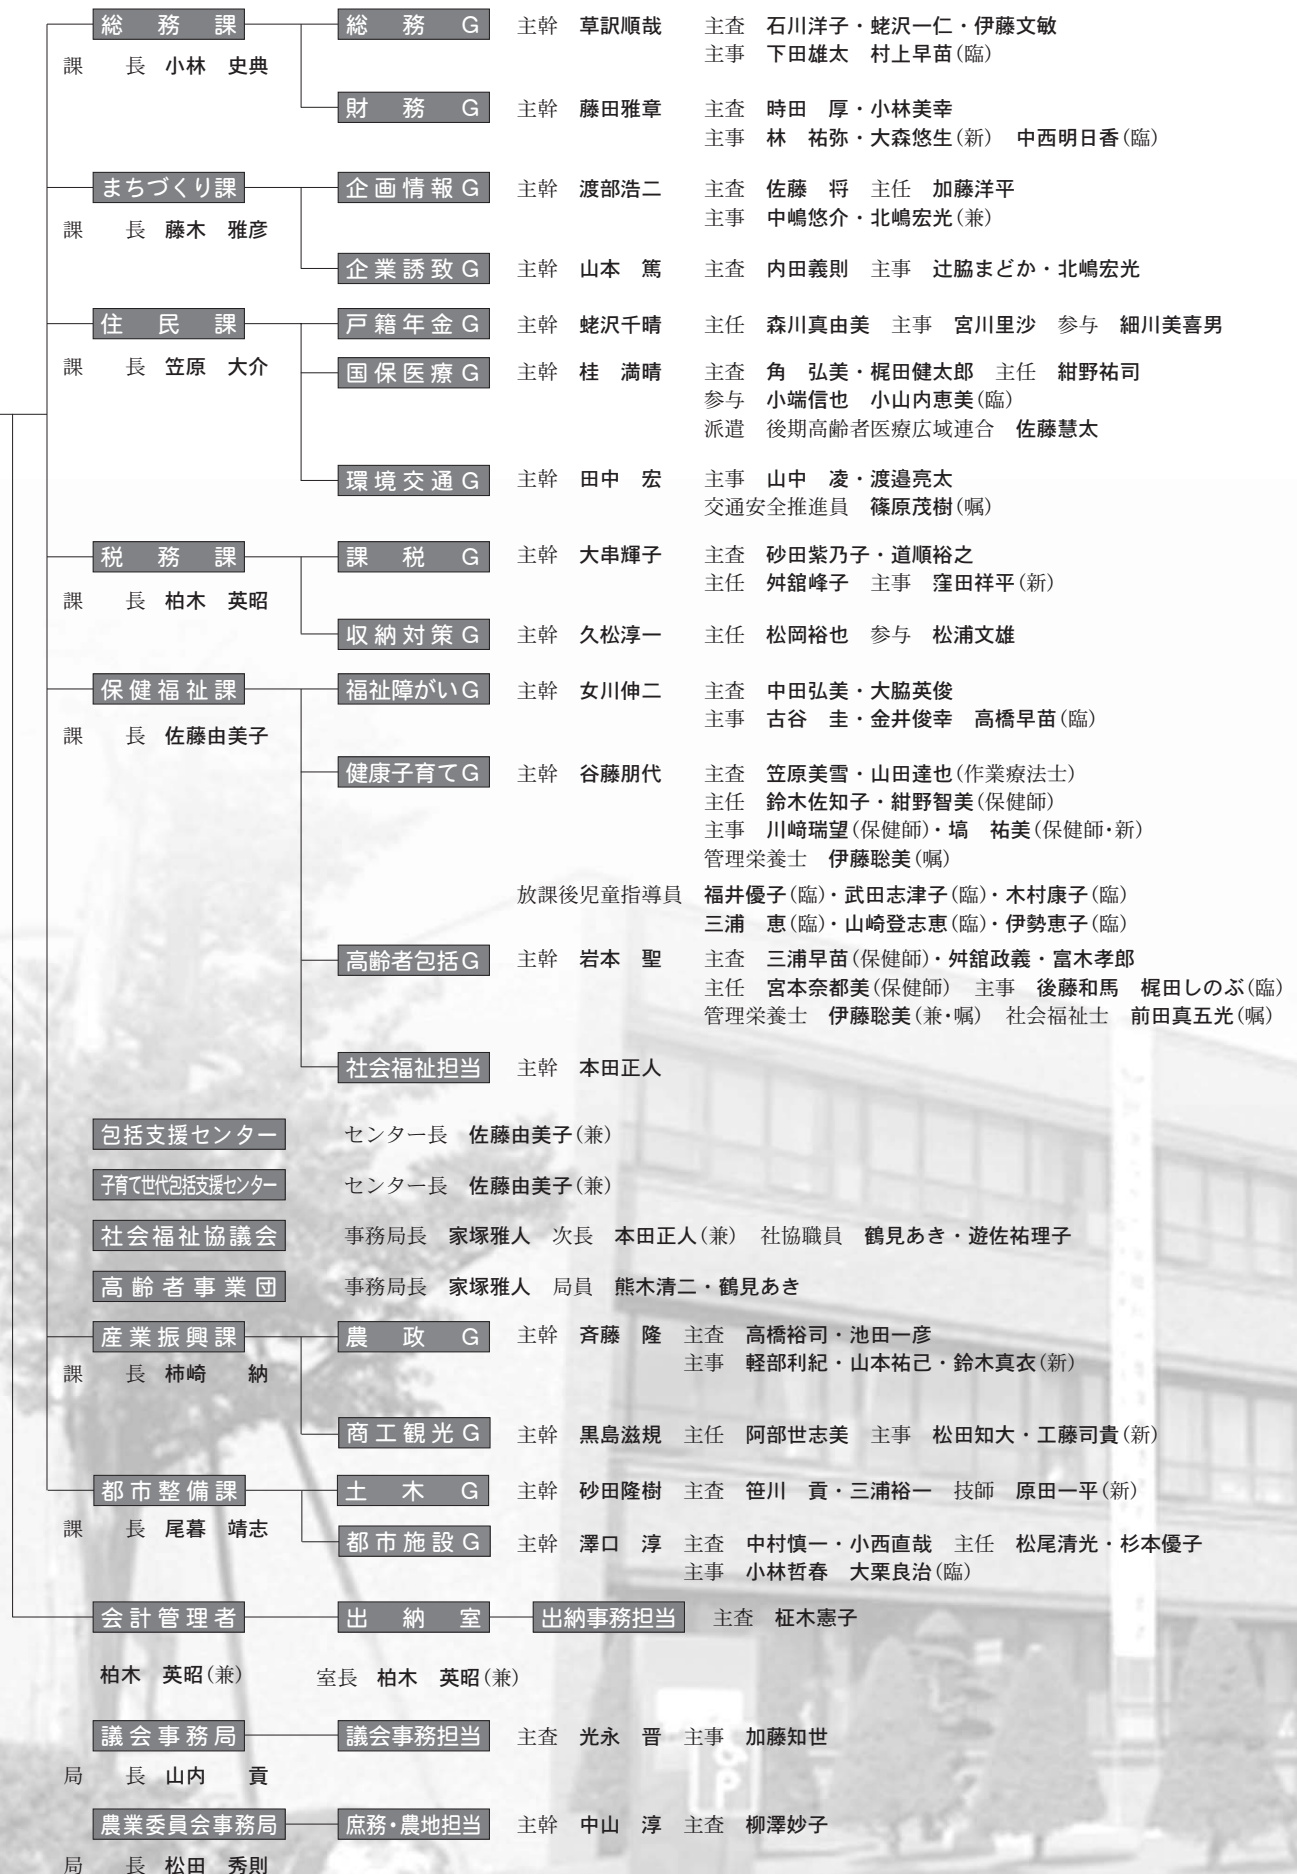 総務課　総務G　主幹　草訳順哉　主査　石川洋子・蛯沢一仁・伊藤文敏
課　長　小林　史典　主事　下田雄太　村上早苗(臨)
財務G　主幹　藤田雅章　主査　時田　厚・小林美幸
主事　林　祐弥・大森悠生(新)　中西明日香(臨)
まちづくり課　企画情報G　主幹　渡部浩二　主査　佐藤　将　主任　加藤洋平
課　長　藤木　雅彦　主事　中嶋悠介・北嶋宏光(兼)
企業誘致G　主幹　山本　篤　主査　内田義則　主事　辻脇まどか・北嶋宏光
住民課　戸籍年金G　主幹　蛯沢千晴　主任　森川真由美　主事　宮川里沙　参与　細川美喜男
課　長　笠原　大介　国保医療G　主幹　桂　満晴　主査　角　弘美・梶田健太郎　主任　紺野祐司
参与　小端信也　小山内恵美(臨)
派遣　後期高齢者医療広域連合　佐藤慧太
環境交通G　主幹　田中　宏　主事　山中　凌・渡邉亮太
交通安全推進員　篠原茂樹(嘱)
税務課　課税G　主幹　大串輝子　主査　砂田紫乃子・道順裕之
課　長　柏木　英昭　主任　舛舘峰子　主事　窪田祥平(新)
収納対策G　主幹　久松淳一　主任　松岡裕也　参与　松浦文雄
保健福祉課　福祉障がいG　主幹　女川伸二　主査　中田弘美・大脇英俊
課　長　佐藤由美子　主事　古谷　圭・金井俊幸　高橋早苗(臨)
健康子育てG　主幹　谷藤朋代　主査　笠原美雪・山田達也(作業療法士)
主任　鈴木佐知子・紺野智美(保健師)
主事　川﨑瑞望(保健師)・塙　祐美(保健師・新)
管理栄養士　伊藤聡美(嘱)
放課後児童指導員　福井優子(臨)・武田志津子(臨)・木村康子(臨)
三浦　恵(臨)・山崎登志恵(臨)・伊勢恵子(臨)
高齢者包括G　主幹　岩本　聖　主査　三浦早苗(保健師)・舛舘政義・富木孝郎
主任　宮本奈都美(保健師)　主事　後藤和馬　梶田しのぶ(臨)
管理栄養士　伊藤聡美(兼・嘱)　社会福祉士　前田真五光(嘱)
社会福祉担当　主幹　本田正人
包括支援センター　センター長　佐藤由美子(兼)
子育て世代包括支援センター　センター長　佐藤由美子(兼)
社会福祉協議会　事務局長　家塚雅人　次長　本田正人(兼)　社協職員　鶴見あき・遊佐祐理子
高齢者事業団　事務局長　家塚雅人　局員　熊木清二・鶴見あき
産業振興課　農政G　主幹　斉藤　隆　主査　高橋裕司・池田一彦
課　長　柿崎　納　主事　軽部利紀・山本祐己・鈴木真衣(新)
商工観光G　主幹　黒島滋規　主任　阿部世志美　主事　松田知大・工藤司貴(新)
都市整備課　土木G　主幹　砂田隆樹　主査　笹川　貢・三浦裕一　技師　原田一平(新)
課　長　尾暮　靖志　都市施設G　主幹　澤口　淳　主査　中村慎一・小西直哉　主任　松尾清光・杉本優子
主事　小林哲春　大栗良治(臨)
会計管理者　出納室　出納事務担当　主査　柾木憲子
柏木　英昭(兼)　室長　柏木　英昭(兼)
議会事務局　議会事務担当　主査　光永　晋　主事　加藤知世
局　長　山内　貢
農業委員会事務局　庶務・農地担当　主幹　中山　淳　主査　柳澤妙子
局　長　松田　秀則